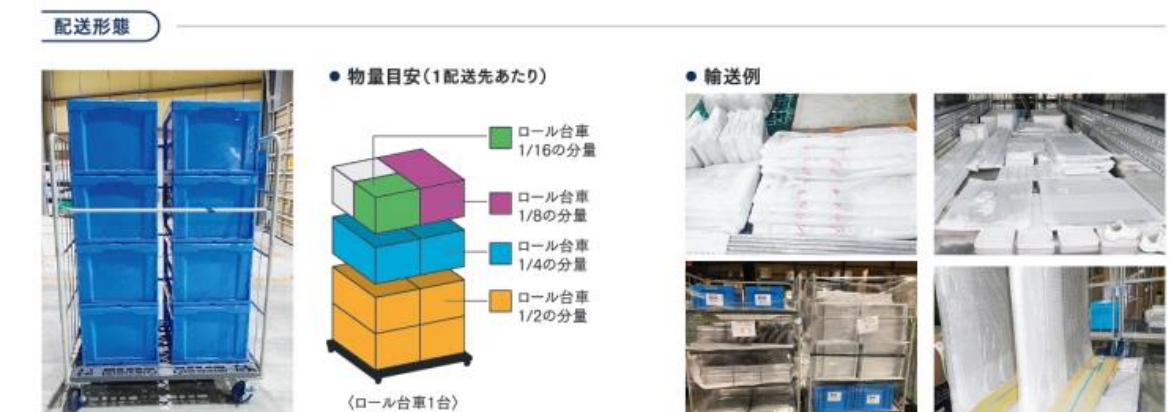 配送形態
● 物量目安（1配送先あたり）
ロール台車
1/16の分量
ロール台車
1/8の分量
ロール台車
1/4の分量
ロール台車
1/2の分量
〈ロール台車1台〉
● 輸送例